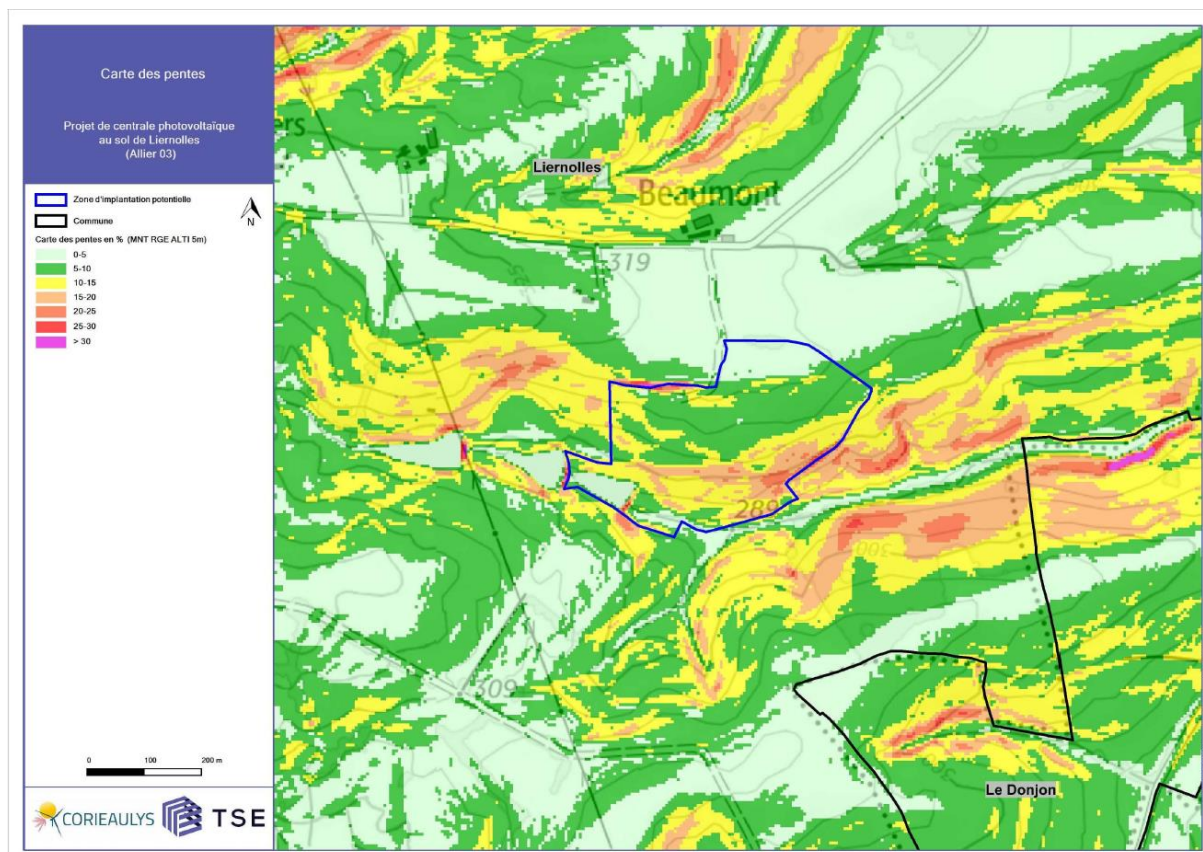 Carte des pentes
Projet de centrale photovoltaïque
au sol de Liernolles
(Allier 03)
Zone d'implantation potentielle
Commune
N
Carte des pentes en % (MNT RGE ALTI 5m)
0-5
5-10
10-15
15-20
20-25
25-30
> 30
0 100 200 m
CORIEAULYS TSE
ers
Liernolles
Beaumont
319
289
300
309
Le Donjon